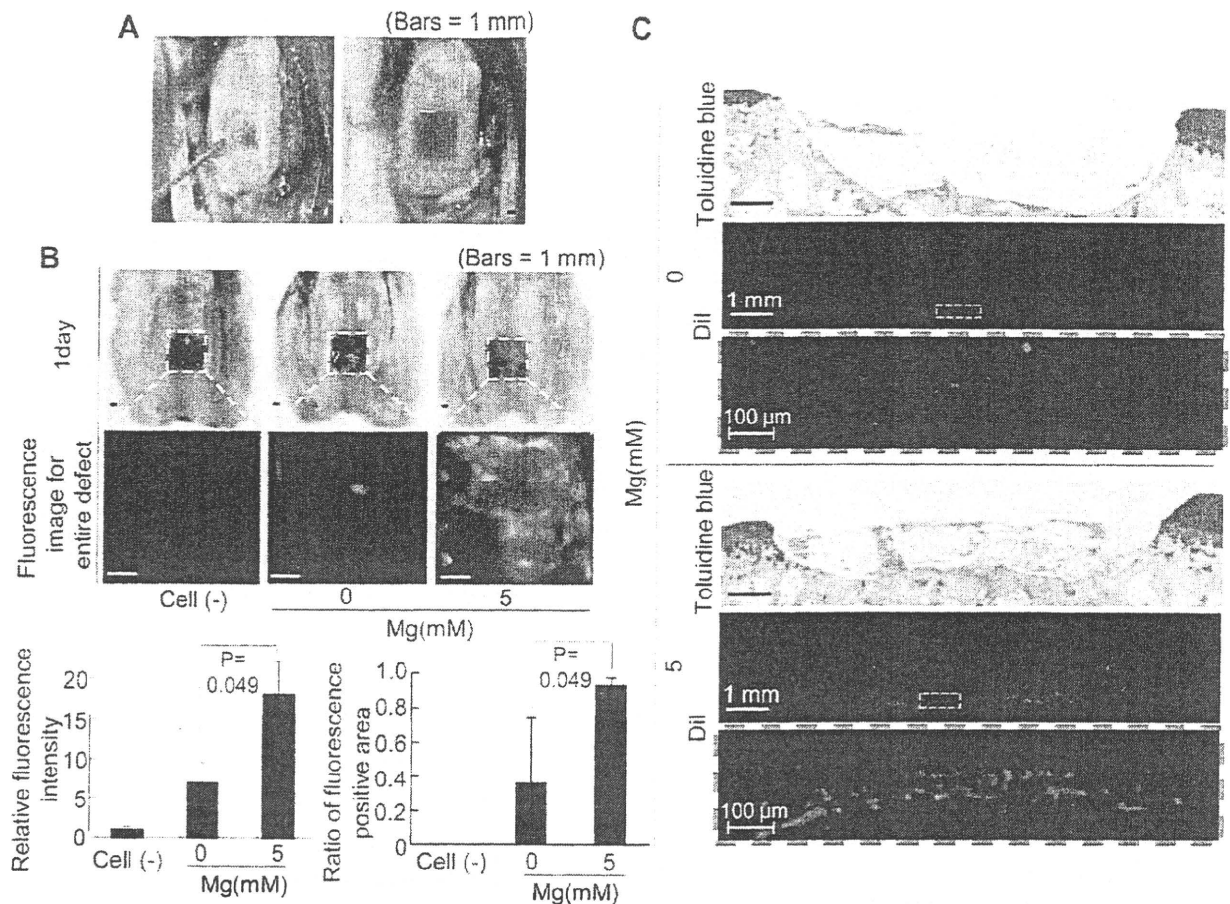 A
(Bars = 1 mm)
B
(Bars = 1 mm)
1day
Fluorescence
image for
entire defect
Cell (-)
0
5
Mg(mM)
Relative fluorescence
intensity
20
15
10
5
0
P=
0.049
Cell (-)
0
5
Mg(mM)
Ratio of fluorescence
positive area
1.0
0.8
0.6
0.4
0.2
0
P=
0.049
Cell (-)
0
5
Mg(mM)
C
Mg(mM)
0
Toluidine blue
DiI
1 mm
100 µm
5
Toluidine blue
DiI
1 mm
100 µm